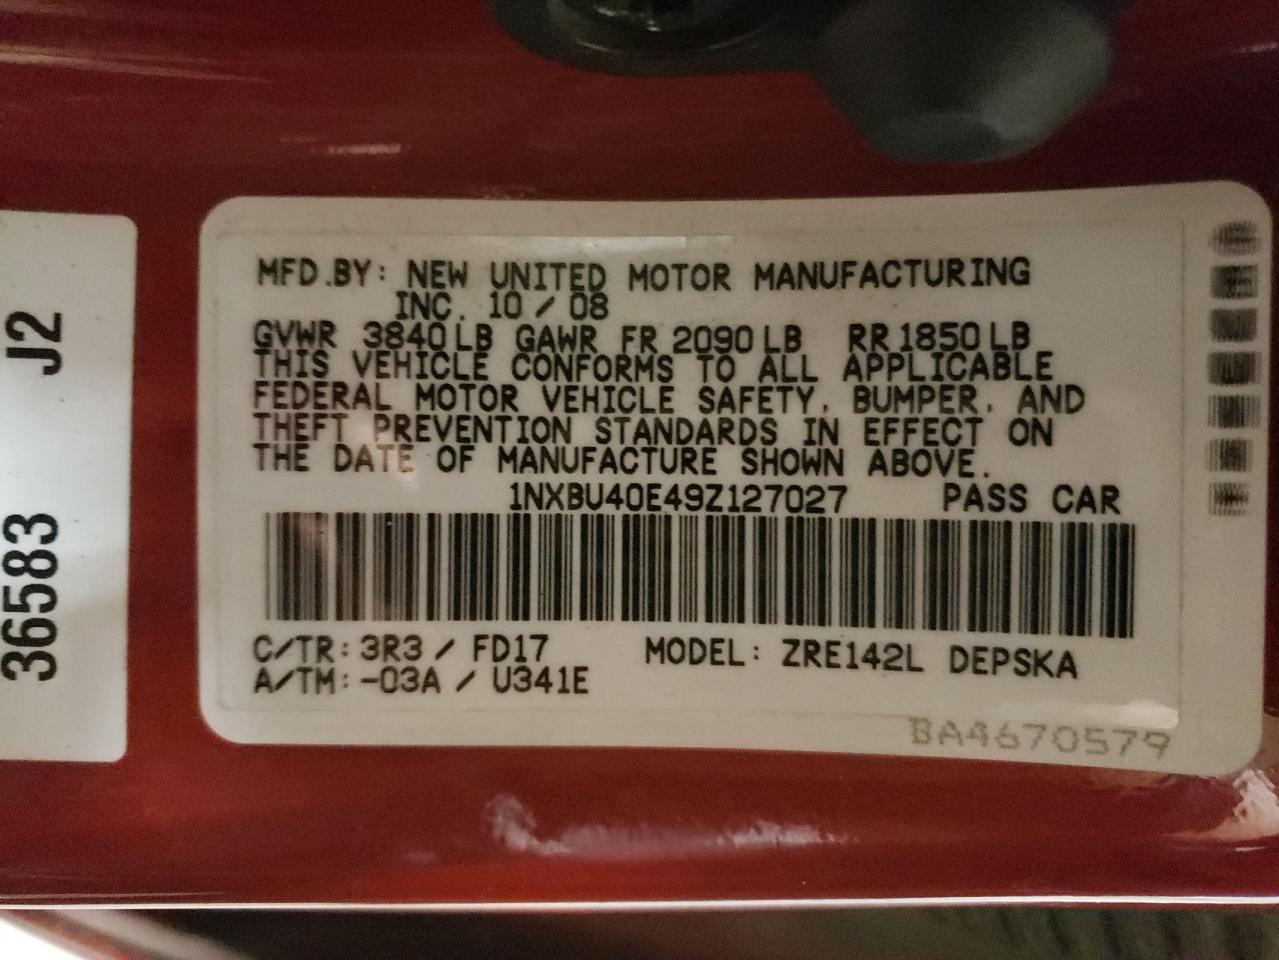 MFD.BY: NEW UNITED MOTOR MANUFACTURING
INC. 10 / 08
GVWR 3840 LB GAWR FR 2090 LB RR 1850 LB
THIS VEHICLE CONFORMS TO ALL APPLICABLE
FEDERAL MOTOR VEHICLE SAFETY, BUMPER, AND
THEFT PREVENTION STANDARDS IN EFFECT ON
THE DATE OF MANUFACTURE SHOWN ABOVE.
1NXBU40E49Z127027 PASS CAR
C/TR: 3R3 / FD17 MODEL: ZRE142L DEPSKA
A/TM: -03A / U341E
BA4670579
36583 J2